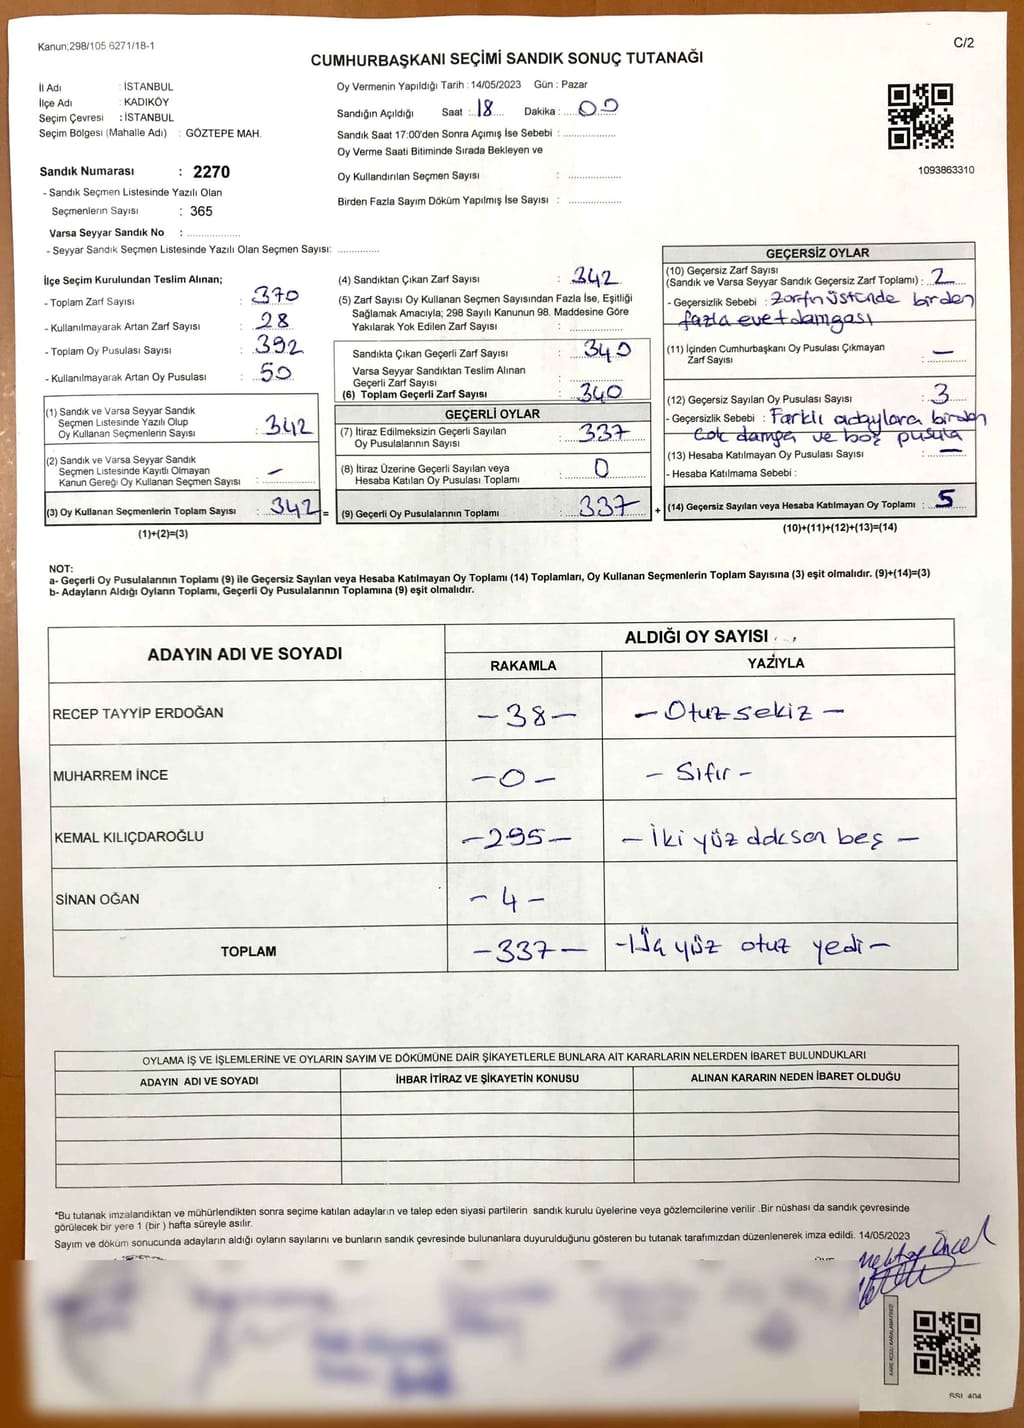 Kanun;298/105 6271/18-1
C/2
CUMHURBAŞKANI SEÇİMİ SANDIK SONUÇ TUTANAĞI
İl Adı : İSTANBUL
İlçe Adı : KADIKÖY
Seçim Çevresi : İSTANBUL
Seçim Bölgesi (Mahalle Adı) : GÖZTEPE MAH.
Oy Vermenin Yapıldığı Tarih : 14/05/2023 Gün : Pazar
Sandığın Açıldığı Saat : 18 Dakika : 00
Sandık Saat 17:00'den Sonra Açımış İse Sebebi : ....................
Oy Verme Saati Bitiminde Sırada Bekleyen ve
Oy Kullandırılan Seçmen Sayısı : ....................
Birden Fazla Sayım Döküm Yapılmış İse Sayısı : ....................
1093863310
Sandık Numarası : 2270
- Sandık Seçmen Listesinde Yazılı Olan
Seçmenlerin Sayısı : 365
Varsa Seyyar Sandık No : ....................
- Seyyar Sandık Seçmen Listesinde Yazılı Olan Seçmen Sayısı: ...............
İlçe Seçim Kurulundan Teslim Alınan;
- Toplam Zarf Sayısı : 370
- Kullanılmayarak Artan Zarf Sayısı : 28
- Toplam Oy Pusulası Sayısı : 392
- Kullanılmayarak Artan Oy Pusulası : 50
(1) Sandık ve Varsa Seyyar Sandık
Seçmen Listesinde Yazılı Olup
Oy Kullanan Seçmenlerin Sayısı : 342
(2) Sandık ve Varsa Seyyar Sandık
Seçmen Listesinde Kayıtlı Olmayan
Kanun Gereği Oy Kullanan Seçmen Sayısı : –
(3) Oy Kullanan Seçmenlerin Toplam Sayısı : 342 =
(1)+(2)=(3)
(4) Sandıktan Çıkan Zarf Sayısı : 342
(5) Zarf Sayısı Oy Kullanan Seçmen Sayısından Fazla İse, Eşitliği
Sağlamak Amacıyla; 298 Sayılı Kanunun 98. Maddesine Göre
Yakılarak Yok Edilen Zarf Sayısı : ....................
Sandıkta Çıkan Geçerli Zarf Sayısı : 340
Varsa Seyyar Sandıktan Teslim Alınan
Geçerli Zarf Sayısı : ....................
(6) Toplam Geçerli Zarf Sayısı : 340
GEÇERLİ OYLAR
(7) İtiraz Edilmeksizin Geçerli Sayılan
Oy Pusulalarının Sayısı : 337
(8) İtiraz Üzerine Geçerli Sayılan veya
Hesaba Katılan Oy Pusulası Toplamı : 0
(9) Geçerli Oy Pusulalarının Toplamı : 337 +
GEÇERSİZ OYLAR
(10) Geçersiz Zarf Sayısı
(Sandık ve Varsa Seyyar Sandık Geçersiz Zarf Toplamı) : 2
- Geçersizlik Sebebi : Zarfın üstünde birden
fazla evet damgası
(11) İçinden Cumhurbaşkanı Oy Pusulası Çıkmayan
Zarf Sayısı : –
(12) Geçersiz Sayılan Oy Pusulası Sayısı : 3
- Geçersizlik Sebebi : Farklı adaylara birden
çok damga ve boş pusula
(13) Hesaba Katılmayan Oy Pusulası Sayısı : –
- Hesaba Katılmama Sebebi :
(14) Geçersiz Sayılan veya Hesaba Katılmayan Oy Toplamı : 5
(10)+(11)+(12)+(13)=(14)
NOT:
a- Geçerli Oy Pusulalarının Toplamı (9) ile Geçersiz Sayılan veya Hesaba Katılmayan Oy Toplamı (14) Toplamları, Oy Kullanan Seçmenlerin Toplam Sayısına (3) eşit olmalıdır. (9)+(14)=(3)
b- Adayların Aldığı Oyların Toplamı, Geçerli Oy Pusulalarının Toplamına (9) eşit olmalıdır.
ADAYIN ADI VE SOYADI
ALDIĞI OY SAYISI
RAKAMLA YAZIYLA
RECEP TAYYİP ERDOĞAN –38– –Otuzsekiz–
MUHARREM İNCE –0– –Sıfır–
KEMAL KILIÇDAROĞLU –295– –İki yüz doksan beş–
SİNAN OĞAN –4–
TOPLAM –337– –Üç yüz otuz yedi–
OYLAMA İŞ VE İŞLEMLERİNE VE OYLARIN SAYIM VE DÖKÜMÜNE DAİR ŞİKAYETLERLE BUNLARA AİT KARARLARIN NELERDEN İBARET BULUNDUKLARI
ADAYIN ADI VE SOYADI İHBAR İTİRAZ VE ŞİKAYETİN KONUSU ALINAN KARARIN NEDEN İBARET OLDUĞU
*Bu tutanak imzalandıktan ve mühürlendikten sonra seçime katılan adayların ve talep eden siyasi partilerin sandık kurulu üyelerine veya gözlemcilerine verilir .Bir nüshası da sandık çevresinde
görülecek bir yere 1 (bir ) hafta süreyle asılır.
Sayım ve döküm sonucunda adayların aldığı oyların sayılarını ve bunların sandık çevresinde bulunanlara duyurulduğunu gösteren bu tutanak tarafımızdan düzenlenerek imza edildi. 14/05/2023
Öncel